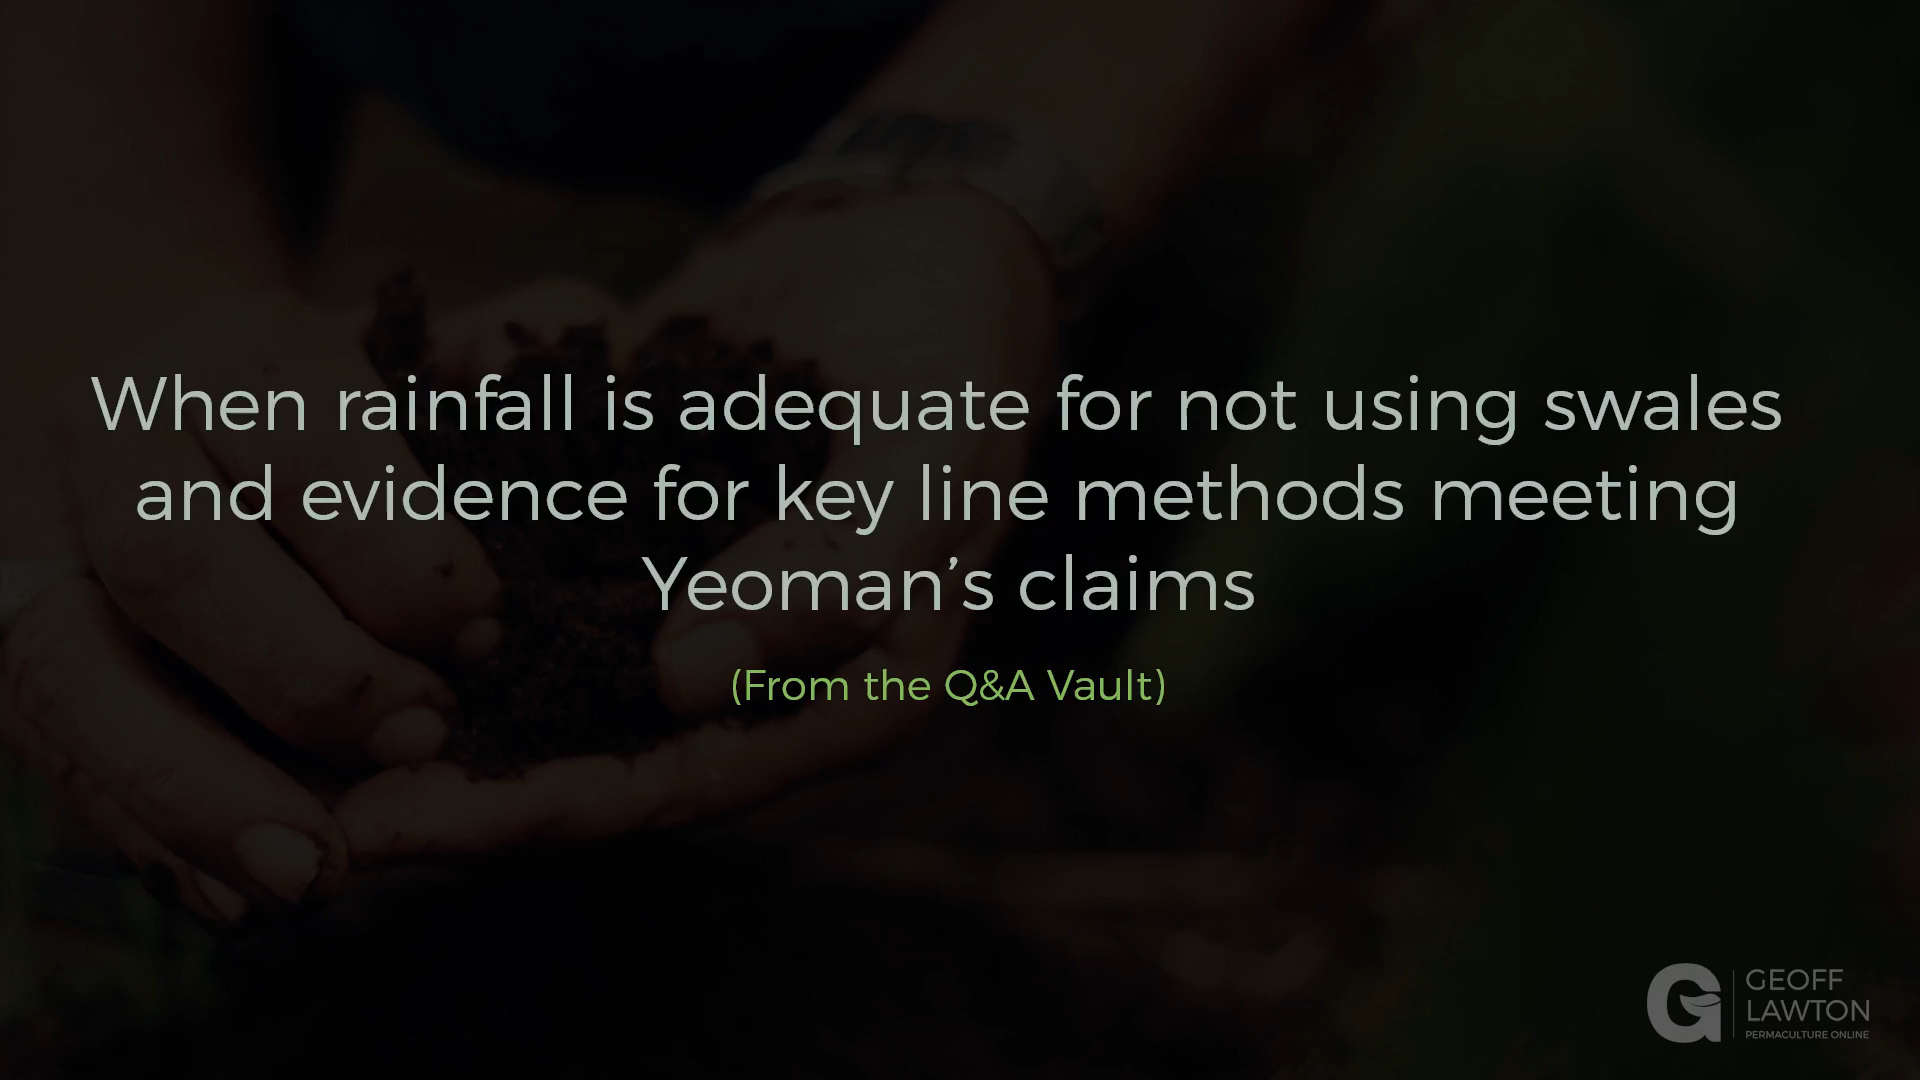 When rainfall is adequate for not using swales
and evidence for key line methods meeting
Yeoman’s claims
(From the Q&A Vault)
GEOFF
LAWTON
PERMACULTURE ONLINE